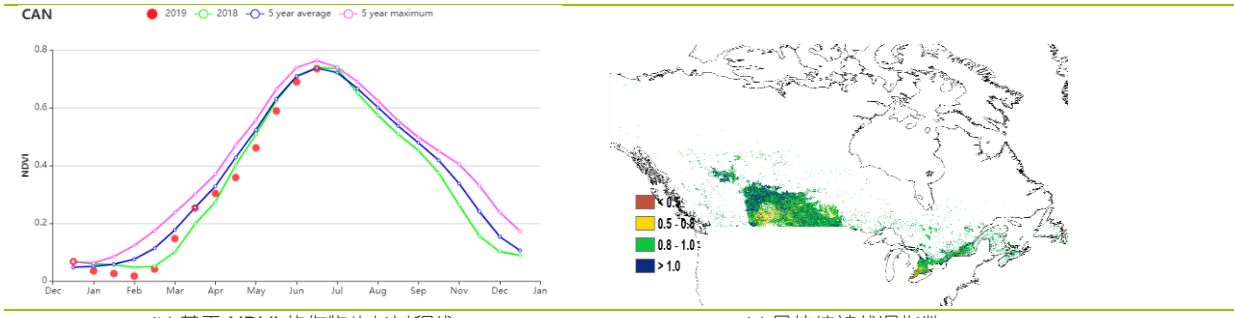 CAN
2019 2018 5 year average 5 year maximum
0.8
0.6
0.4
0.2
0
NDVI
Dec Jan Feb Mar Apr May Jun Jul Aug Sep Oct Nov Dec Jan
< 0.5
0.5 - 0.8
0.8 - 1.0
> 1.0